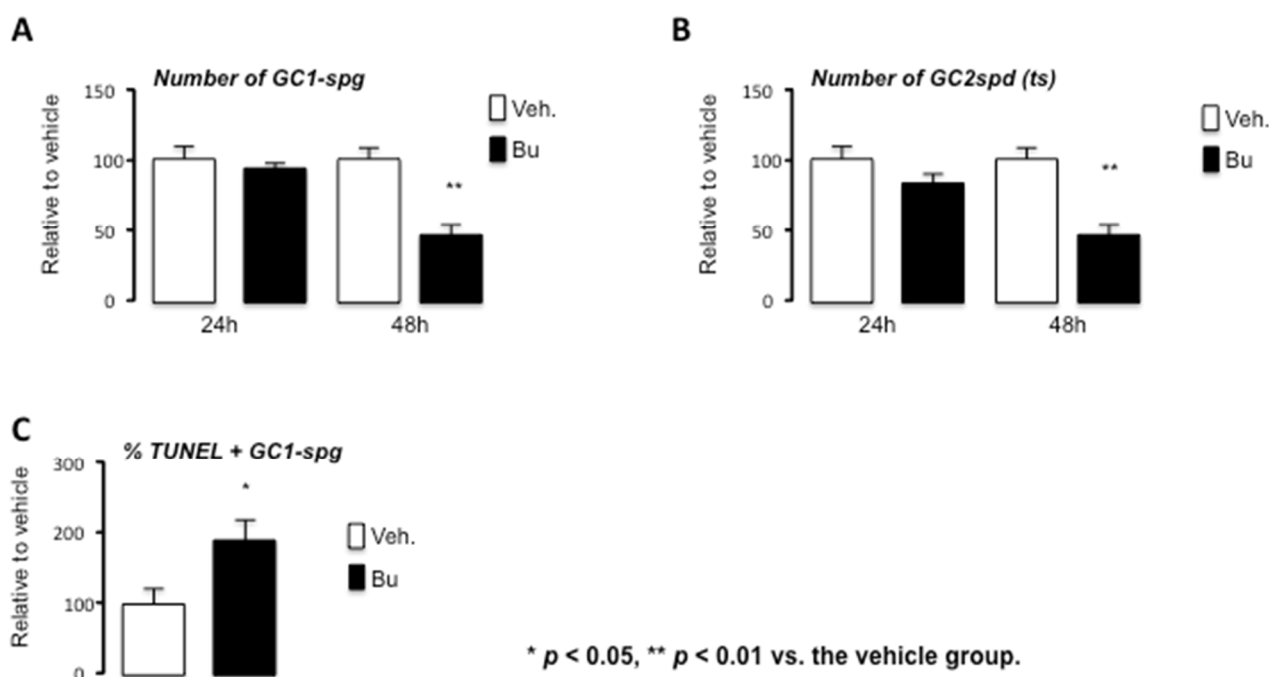 A
Number of GC1-spg
Relative to vehicle
150
100
50
0
24h
48h
**
Veh.
Bu
B
Number of GC2spd (ts)
Relative to vehicle
150
100
50
0
24h
48h
**
Veh.
Bu
C
% TUNEL + GC1-spg
Relative to vehicle
300
200
100
0
*
Veh.
Bu
* p < 0.05, ** p < 0.01 vs. the vehicle group.